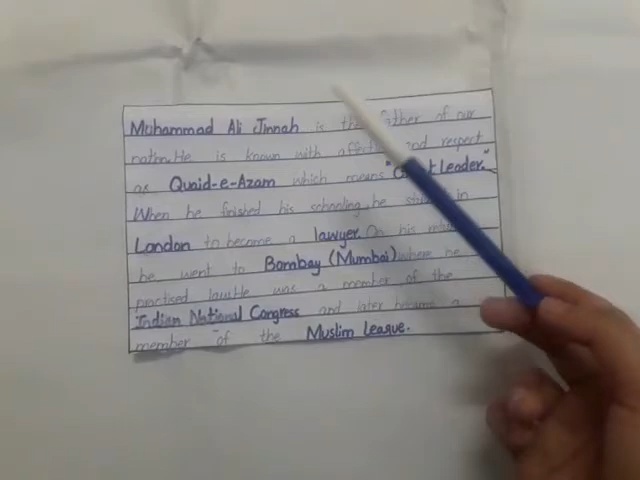 Muhammad Ali Jinnah is the father of our
nation. He is known with affection and respect
as Quaid-e-Azam which means "Great leader."
When he finished his schooling, he studied in
London to become a lawyer. On his return
he went to Bombay (Mumbai) where he
practised law. He was a member of the
Indian National Congress and later became a
member of the Muslim league.